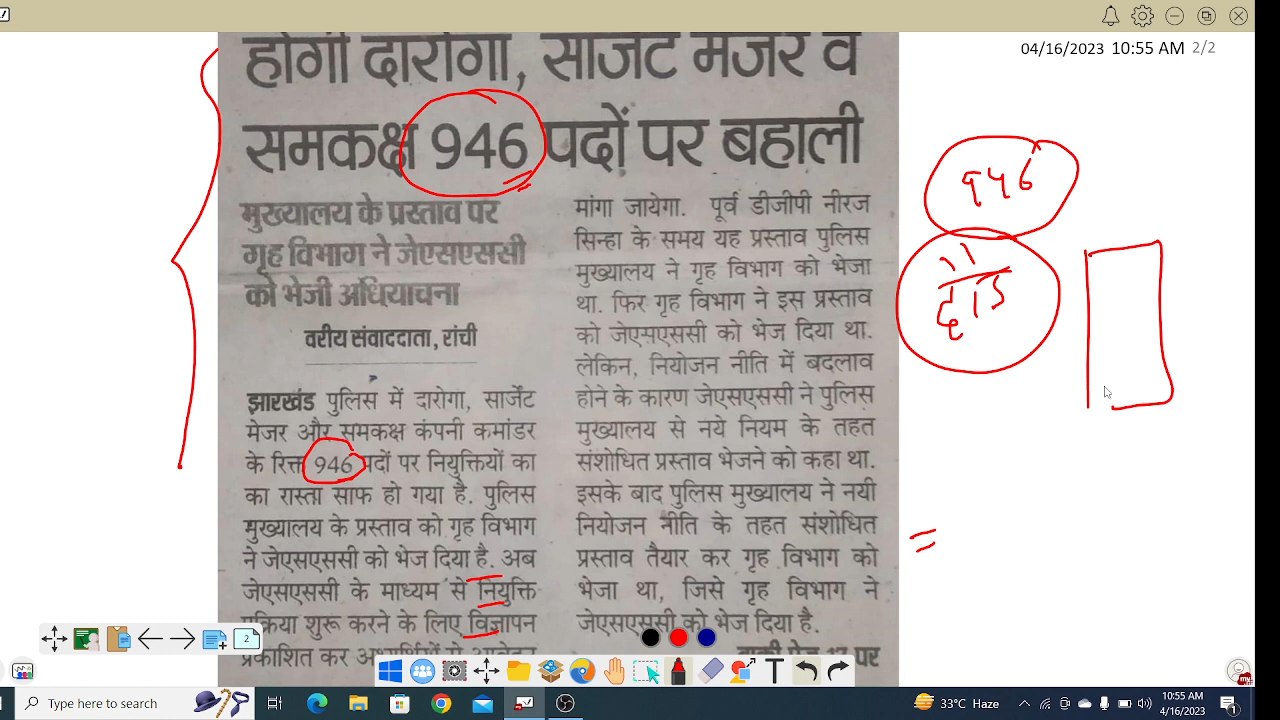 04/16/2023 10:55 AM 2/2
होगी दारोगा, सार्जेंट मेजर व
समकक्ष 946 पदों पर बहाली
मुख्यालय के प्रस्ताव पर
गृह विभाग ने जेएसएससी
को भेजी अधियाचना
वरीय संवाददाता, रांची
झारखंड पुलिस में दारोगा, सार्जेंट
मेजर और समकक्ष कंपनी कमांडर
के रिक्त 946 पदों पर नियुक्तियों का
का रास्ता साफ हो गया है. पुलिस
मुख्यालय के प्रस्ताव को गृह विभाग
ने जेएसएससी को भेज दिया है. अब
जेएसएससी के माध्यम से नियुक्ति
प्रक्रिया शुरू करने के लिए विज्ञापन
प्रकाशित कर
मांगा जायेगा. पूर्व डीजीपी नीरज
सिन्हा के समय यह प्रस्ताव पुलिस
मुख्यालय ने गृह विभाग को भेजा
था. फिर गृह विभाग ने इस प्रस्ताव
को जेएसएससी को भेज दिया था.
लेकिन, नियोजन नीति में बदलाव
होने के कारण जेएसएससी ने पुलिस
मुख्यालय से नये नियम के तहत
संशोधित प्रस्ताव भेजने को कहा था.
इसके बाद पुलिस मुख्यालय ने नयी
नियोजन नीति के तहत संशोधित
प्रस्ताव तैयार कर गृह विभाग को
भेजा था, जिसे गृह विभाग ने
जेएसएससी को भेज दिया है.
946
=
2
Type here to search
33°C Haze
10:55 AM
4/16/2023